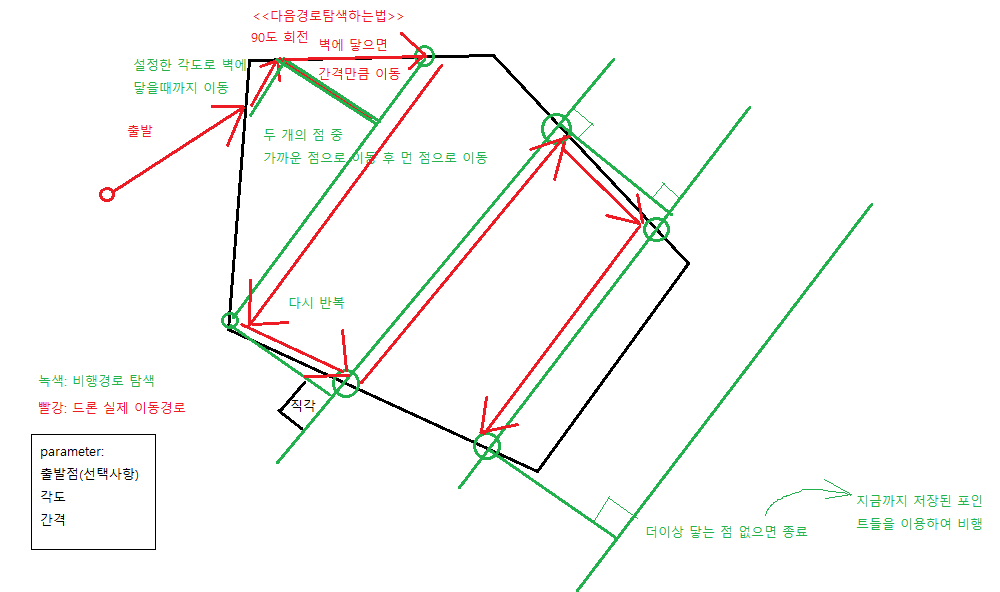 <<다음경로탐색하는법>>
90도 회전
벽에 닿으면
간격만큼 이동
설정한 각도로 벽에
닿을때까지 이동
출발
두 개의 점 중
가까운 점으로 이동 후 먼 점으로 이동
다시 반복
녹색: 비행경로 탐색
빨강: 드론 실제 이동경로
직각
parameter:
출발점(선택사항)
각도
간격
더이상 닿는 점 없으면 종료
지금까지 저장된 포인
트들을 이용하여 비행